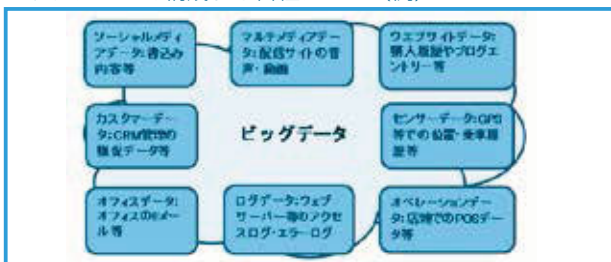 ソーシャルメディ
アデータ:書込み
内容等
マルチメディアデー
タ:配信サイトの音
声・動画
ウェブサイトデータ:
購入履歴やブログエ
ントリー等
カスタマーデー
タ:CRM管理の
販促データ等
ビッグデータ
センサーデータ:GPS
等での位置・乗車履
歴等
オフィスデータ:
オフィスのEメー
ル等
ログデータ:ウェブ
サーバー等のアクセ
スログ・エラーログ
オペレーションデー
タ:店頭でのPOSデー
タ等